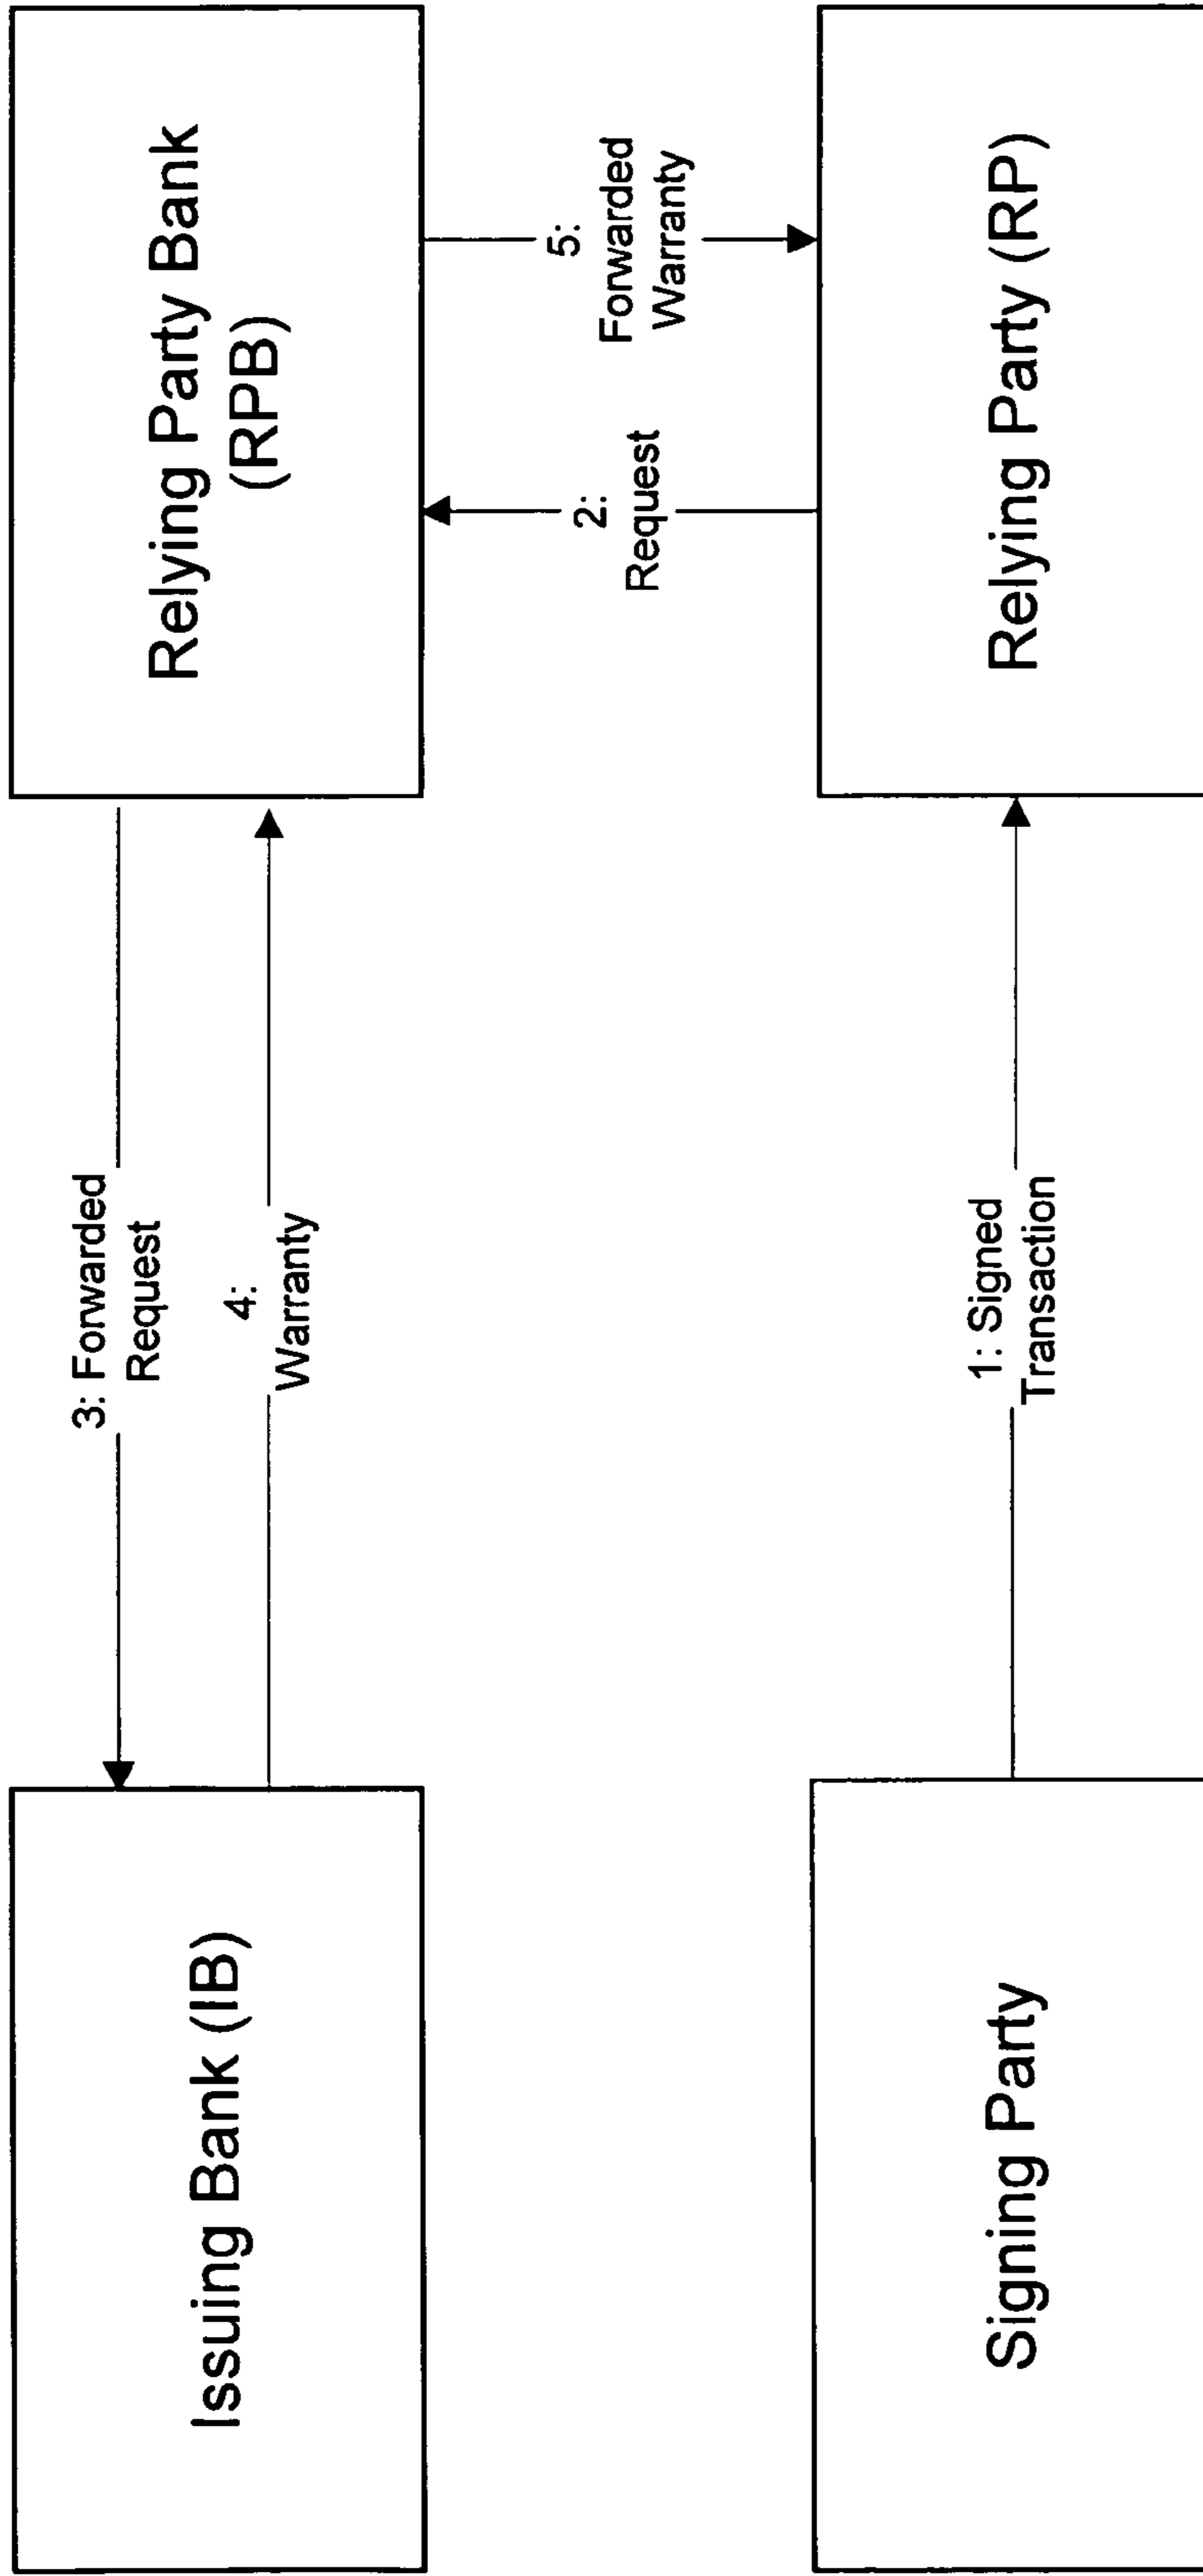 Issuing Bank (IB)
3: Forwarded
Request
4:
Warranty
Relying Party Bank
(RPB)
2:
Request
5:
Forwarded
Warranty
Signing Party
1: Signed
Transaction
Relying Party (RP)